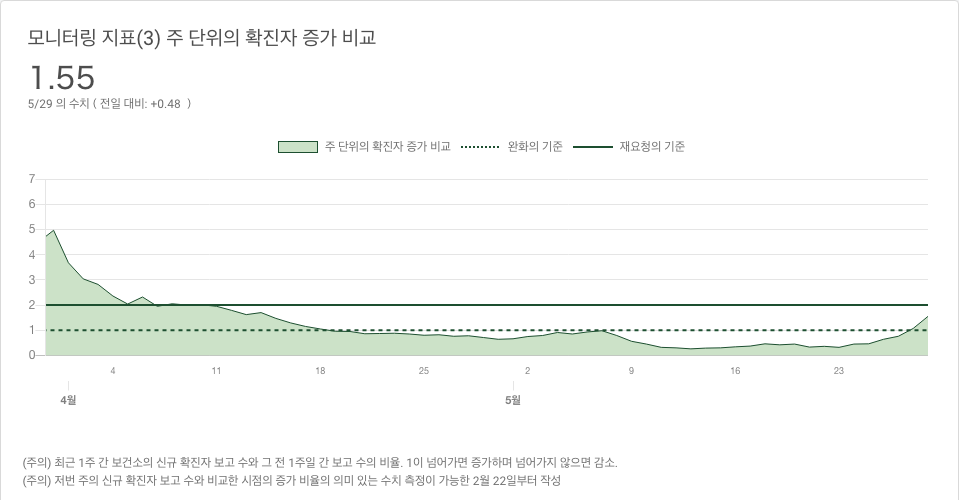 모니터링 지표(3) 주 단위의 확진자 증가 비교
1.55
5/29 의 수치 ( 전일 대비: +0.48 )
주 단위의 확진자 증가 비교 완화의 기준 재요청의 기준
7
6
5
4
3
2
1
0
4 11 18 25 2 9 16 23
4월 5월
(주의) 최근 1주 간 보건소의 신규 확진자 보고 수와 그 전 1주일 간 보고 수의 비율. 1이 넘어가면 증가하며 넘어가지 않으면 감소.
(주의) 저번 주의 신규 확진자 보고 수와 비교한 시점의 증가 비율의 의미 있는 수치 측정이 가능한 2월 22일부터 작성